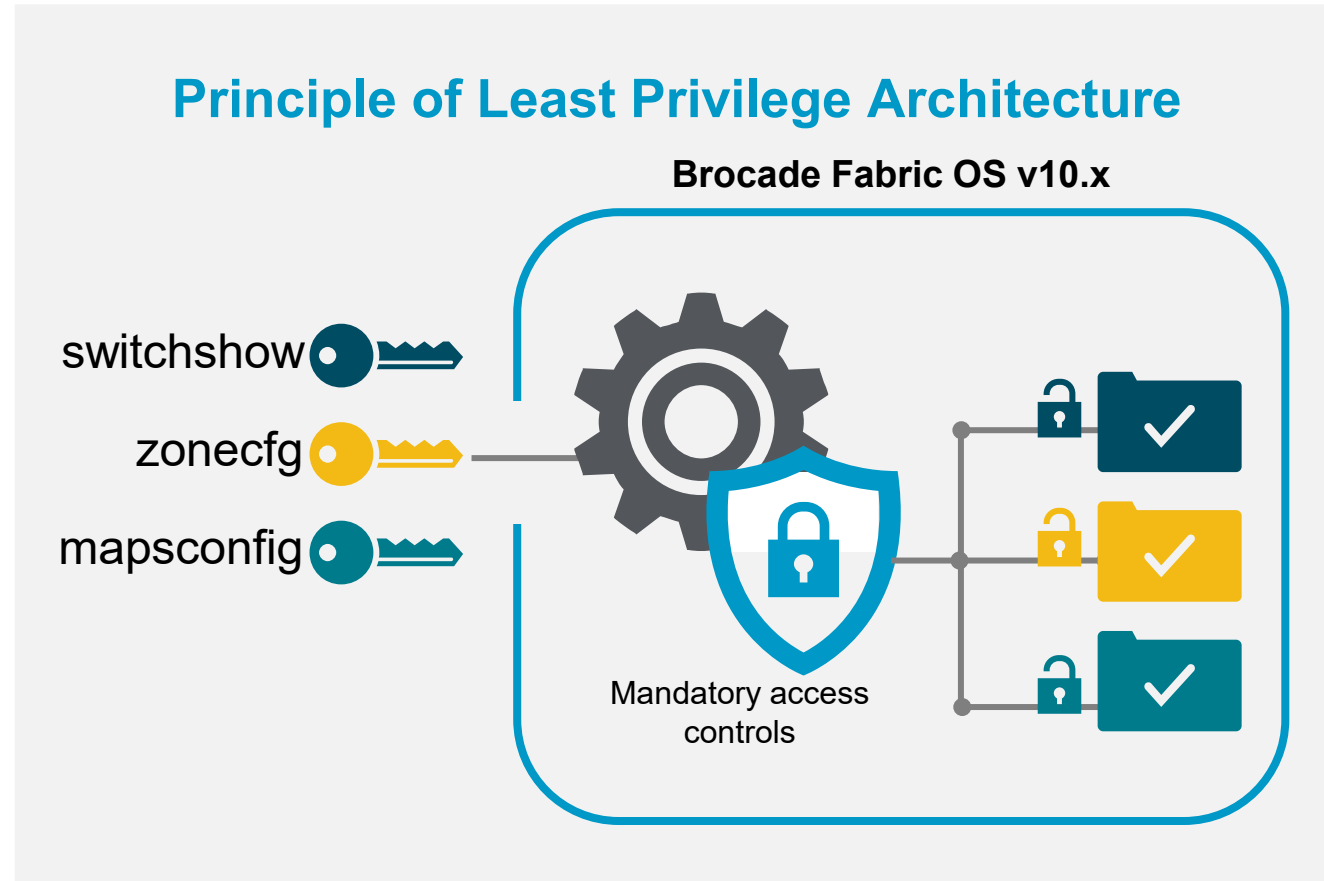 Principle of Least Privilege Architecture
Brocade Fabric OS v10.x
switchshow
zonecfg
mapsconfig
Mandatory access
controls